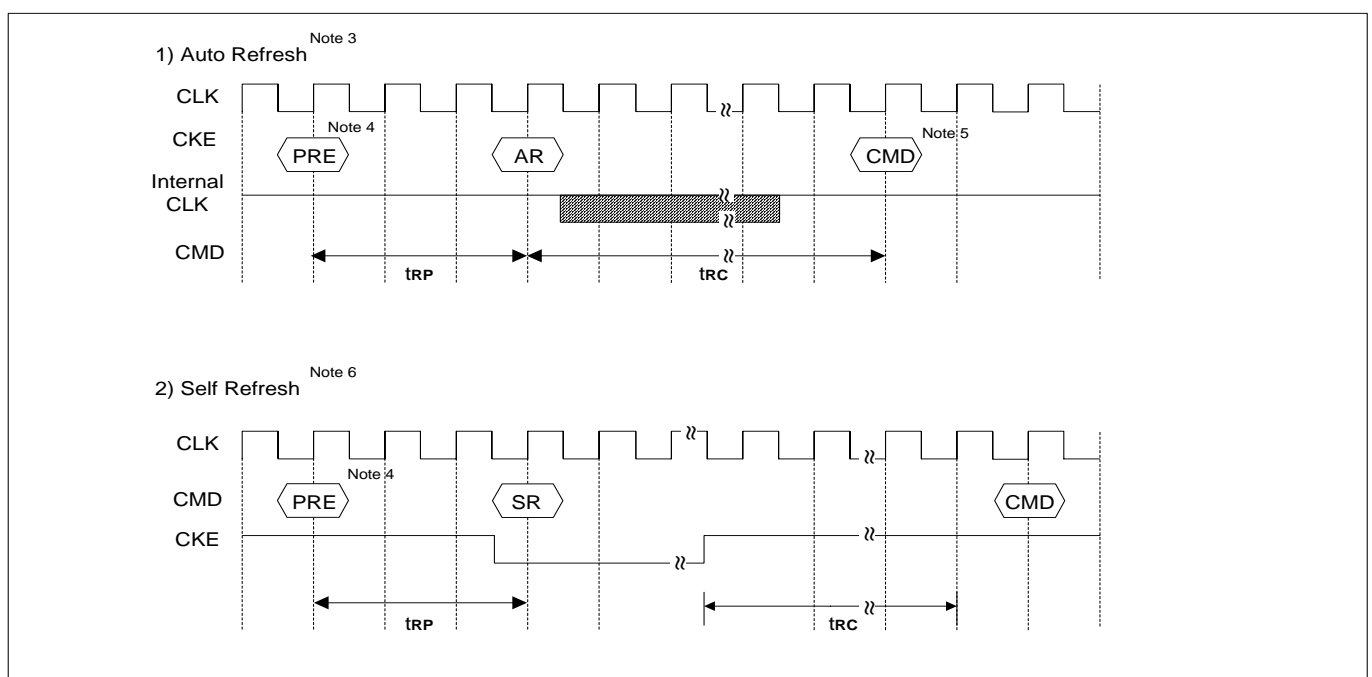 1) Auto Refresh Note 3
CLK
CKE
Note 4
Note 5
PRE
AR
CMD
Internal
CLK
CMD
tRP
tRC
2) Self Refresh Note 6
CLK
Note 4
CMD
PRE
SR
CMD
CKE
tRP
tRC